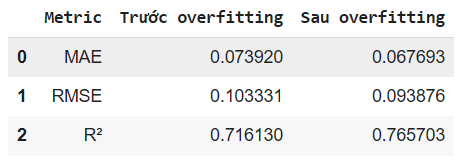 Metric Trước overfitting Sau overfitting
0 MAE 0.073920 0.067693
1 RMSE 0.103331 0.093876
2 R² 0.716130 0.765703